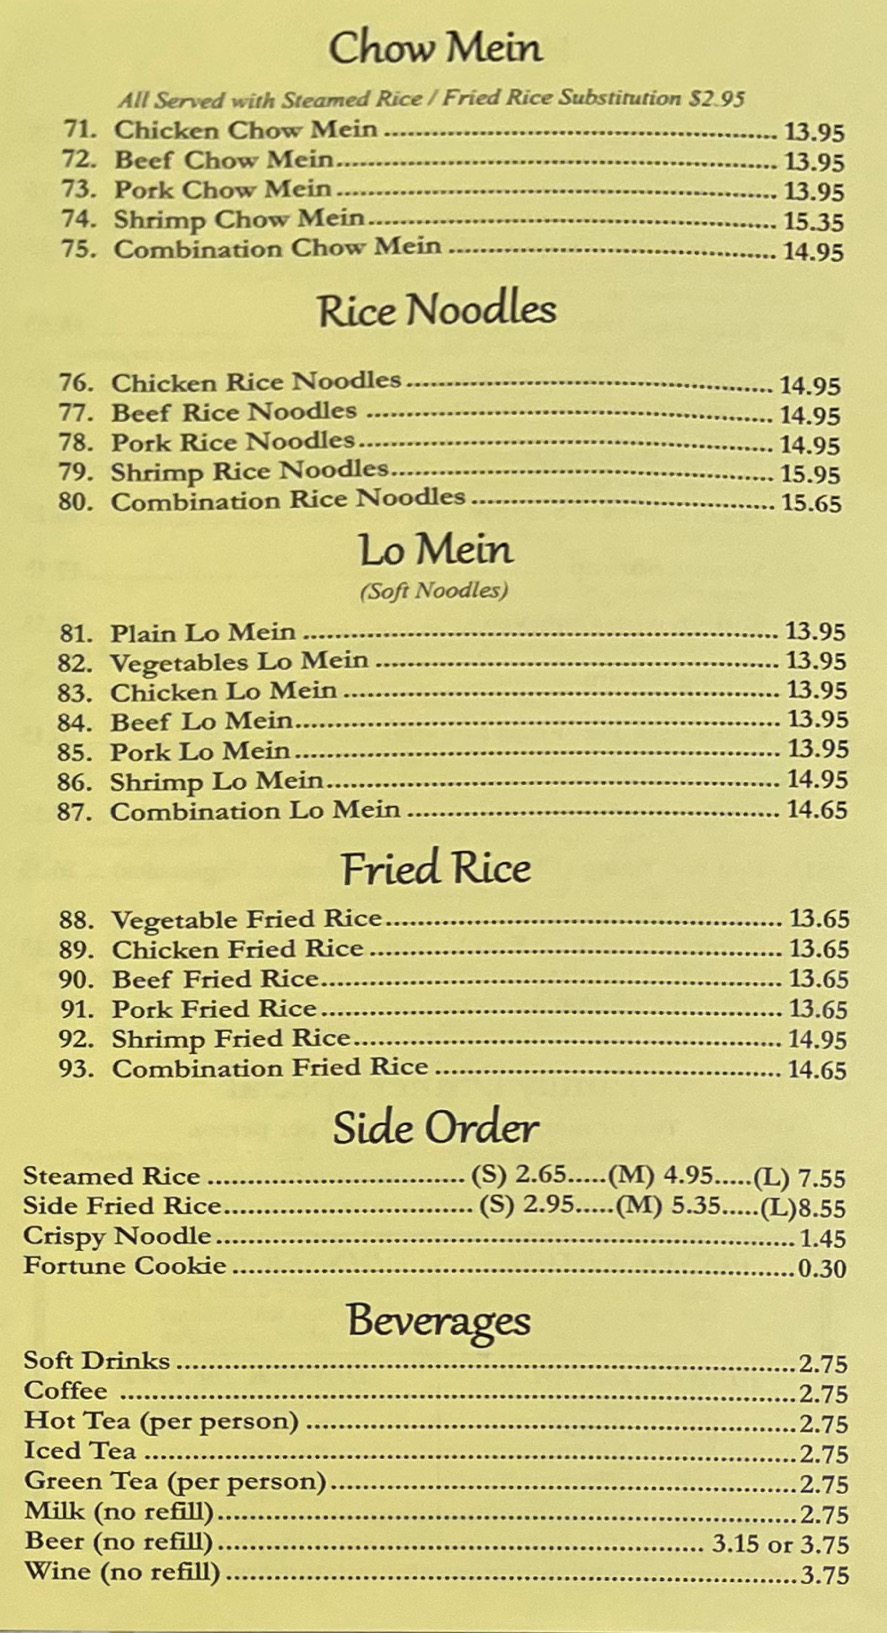 Chow Mein
All Served with Steamed Rice / Fried Rice Substitution $2.95
71. Chicken Chow Mein ................................................ 13.95
72. Beef Chow Mein...................................................... 13.95
73. Pork Chow Mein ...................................................... 13.95
74. Shrimp Chow Mein.................................................. 15.35
75. Combination Chow Mein ........................................ 14.95
Rice Noodles
76. Chicken Rice Noodles............................................. 14.95
77. Beef Rice Noodles .................................................. 14.95
78. Pork Rice Noodles................................................... 14.95
79. Shrimp Rice Noodles............................................... 15.95
80. Combination Rice Noodles ..................................... 15.65
Lo Mein
(Soft Noodles)
81. Plain Lo Mein .......................................................... 13.95
82. Vegetables Lo Mein ................................................. 13.95
83. Chicken Lo Mein ..................................................... 13.95
84. Beef Lo Mein........................................................... 13.95
85. Pork Lo Mein ........................................................... 13.95
86. Shrimp Lo Mein....................................................... 14.95
87. Combination Lo Mein ............................................. 14.65
Fried Rice
88. Vegetable Fried Rice................................................ 13.65
89. Chicken Fried Rice .................................................. 13.65
90. Beef Fried Rice........................................................ 13.65
91. Pork Fried Rice ........................................................ 13.65
92. Shrimp Fried Rice.................................................... 14.95
93. Combination Fried Rice .......................................... 14.65
Side Order
Steamed Rice ................................ (S) 2.65.....(M) 4.95.....(L) 7.55
Side Fried Rice............................... (S) 2.95.....(M) 5.35.....(L)8.55
Crispy Noodle ....................................................................... 1.45
Fortune Cookie ......................................................................0.30
Beverages
Soft Drinks .............................................................................2.75
Coffee ....................................................................................2.75
Hot Tea (per person) .............................................................2.75
Iced Tea .................................................................................2.75
Green Tea (per person)..........................................................2.75
Milk (no refill)........................................................................2.75
Beer (no refill)............................................................ 3.15 or 3.75
Wine (no refill) .......................................................................3.75